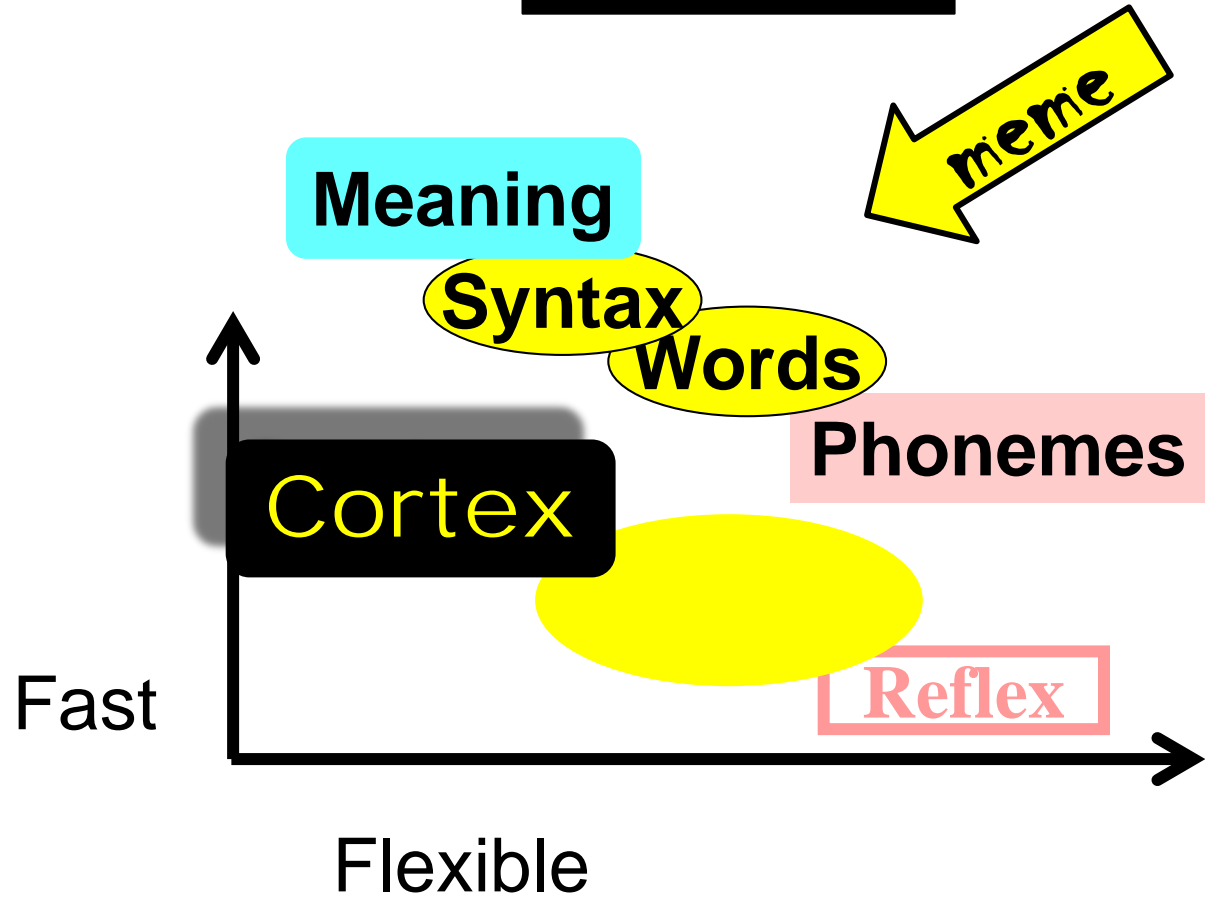 meme
Meaning
Syntax
Words
Phonemes
Cortex
Reflex
Fast
Flexible